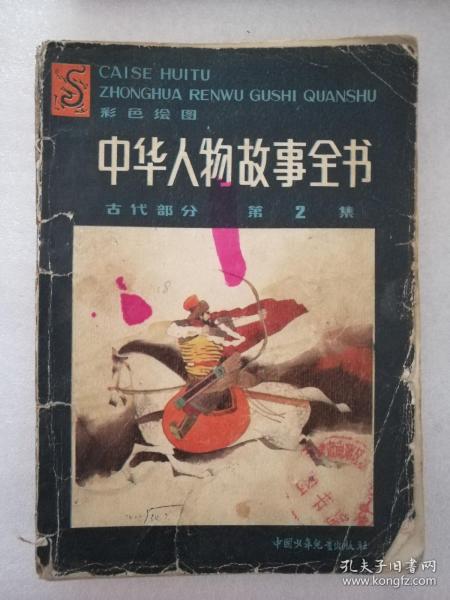 CAISE HUITU
ZHONGHUA RENWU GUSHI QUANSHU
彩色绘图
中华人物故事全书
古代部分 第2集
中國少年兒童出版社
孔夫子旧书网
www.kongfz.com